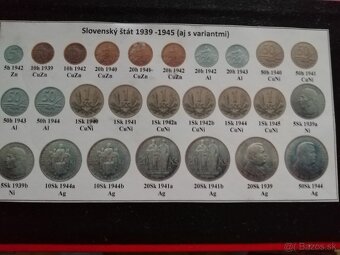 Slovenský štát 1939 -1945 (aj s variantmi)
5h 1942 10h 1939 10h 1942 20h 1940 20h 1941 20h 1942 20h 1942 20h 1943 50h 1940 50h 1941
Zn CuZn CuZn CuZn CuZn CuZn Al Al CuNi CuNi
50h 1943 50h 1944 1Sk 1940 1Sk 1941 1Sk 1942a 1Sk 1942b 1Sk 1944 1Sk 1945 5Sk 1939a
Al Al CuNi CuNi CuNi CuNi CuNi CuNi Ni
5Sk 1939b 10Sk 1944a 10Sk 1944b 20Sk 1941a 20Sk 1941b 20Sk 1939 50Sk 1944
Ni Ag Ag Ag Ag Ag Ag
Bazos.sk